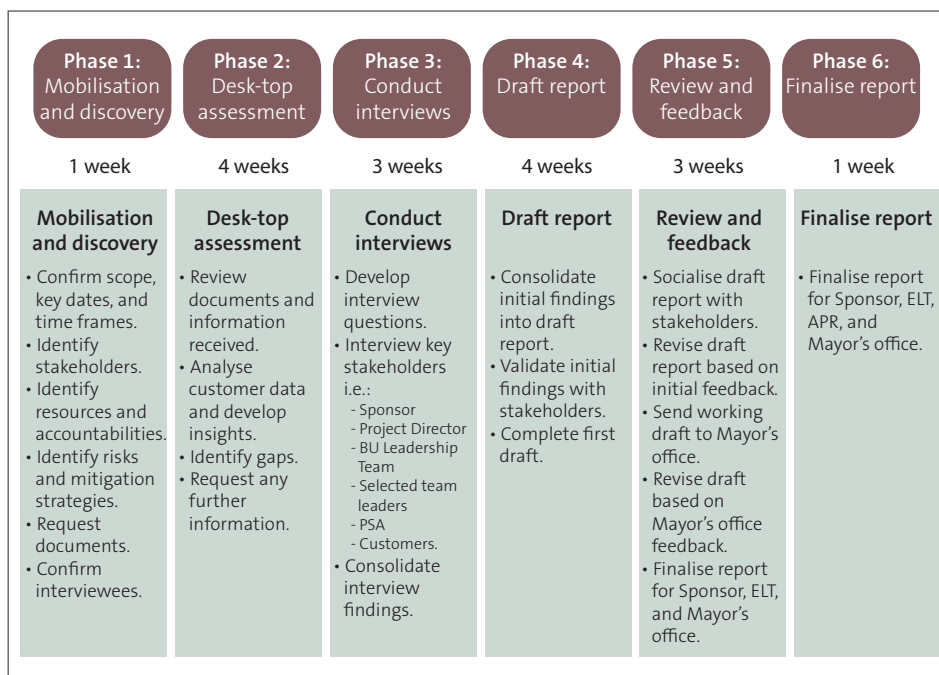 Phase 1:
Mobilisation
and discovery
Phase 2:
Desk-top
assessment
Phase 3:
Conduct
interviews
Phase 4:
Draft report
Phase 5:
Review and
feedback
Phase 6:
Finalise report
1 week
4 weeks
3 weeks
4 weeks
3 weeks
1 week
Mobilisation
and discovery
• Confirm scope,
key dates, and
time frames.
• Identify
stakeholders.
• Identify
resources and
accountabilities.
• Identify risks
and mitigation
strategies.
• Request
documents.
• Confirm
interviewees.
Desk-top
assessment
• Review
documents and
information
received.
• Analyse
customer data
and develop
insights.
• Identify gaps.
• Request any
further
information.
Conduct
interviews
• Develop
interview
questions.
• Interview key
stakeholders
i.e.:
- Sponsor
- Project Director
- BU Leadership
Team
- Selected team
leaders
- PSA
- Customers.
• Consolidate
interview
findings.
Draft report
• Consolidate
initial findings
into draft
report.
• Validate initial
findings with
stakeholders.
• Complete first
draft.
Review and
feedback
• Socialise draft
report with
stakeholders.
• Revise draft
report based on
initial feedback.
• Send working
draft to Mayor's
office.
• Revise draft
based on
Mayor's office
feedback.
• Finalise report
for Sponsor, ELT,
and Mayor's
office.
Finalise report
• Finalise report
for Sponsor, ELT,
APR, and
Mayor's office.